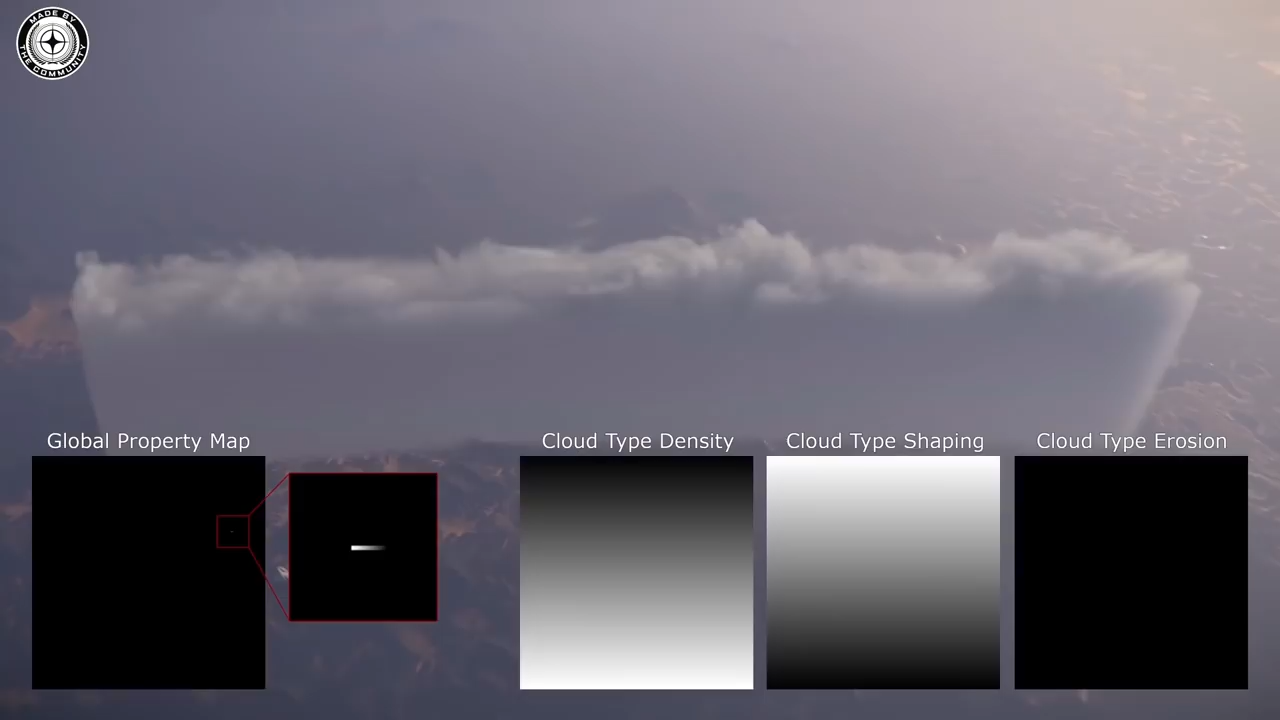 MADE BY
THE COMMUNITY
Global Property Map
Cloud Type Density
Cloud Type Shaping
Cloud Type Erosion